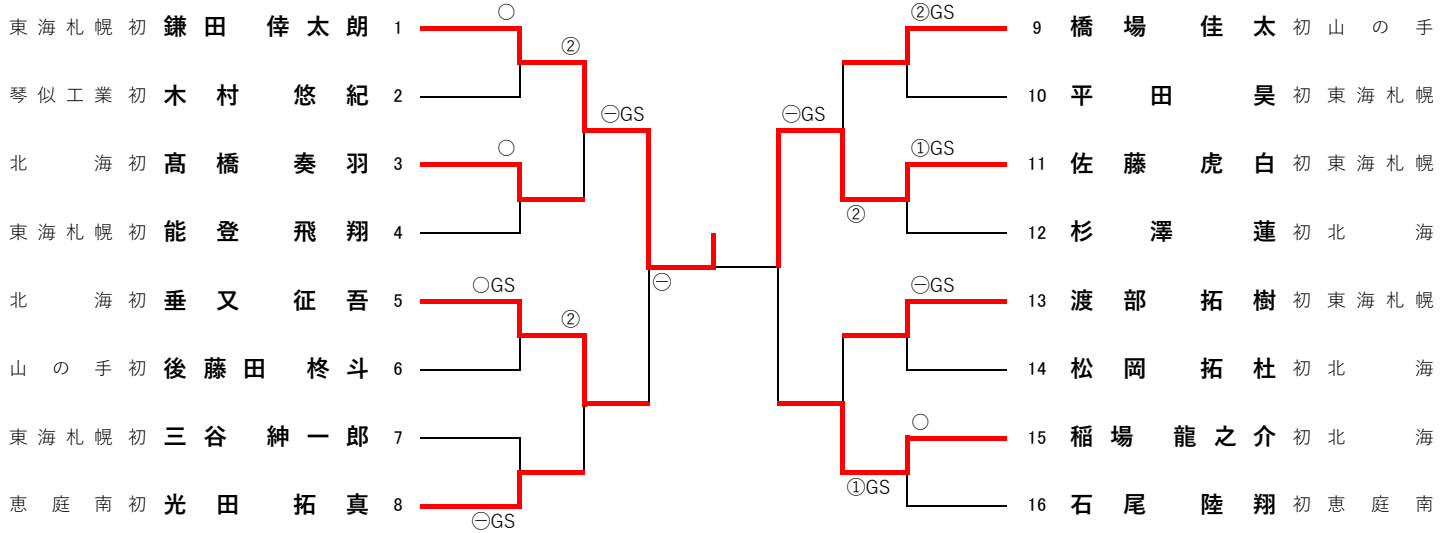 ○
東海札幌 初 鎌田 倖太朗 1
②
琴似工業 初 木村 悠紀 2
㊀GS
○
北海 初 髙橋 奏羽 3
東海札幌 初 能登 飛翔 4
○GS
北海 初 垂又 征吾 5
②
山の手 初 後藤田 柊斗 6
東海札幌 初 三谷 紳一郎 7
恵庭南 初 光田 拓真 8
㊀GS
㊀
②GS
9 橋場 佳太 初 山の手
10 平田 昊 初 東海札幌
㊀GS
①GS
11 佐藤 虎白 初 東海札幌
②
12 杉澤 蓮 初 北海
㊀GS
13 渡部 拓樹 初 東海札幌
14 松岡 拓杜 初 北海
○
15 稲場 龍之介 初 北海
①GS
16 石尾 陸翔 初 恵庭南